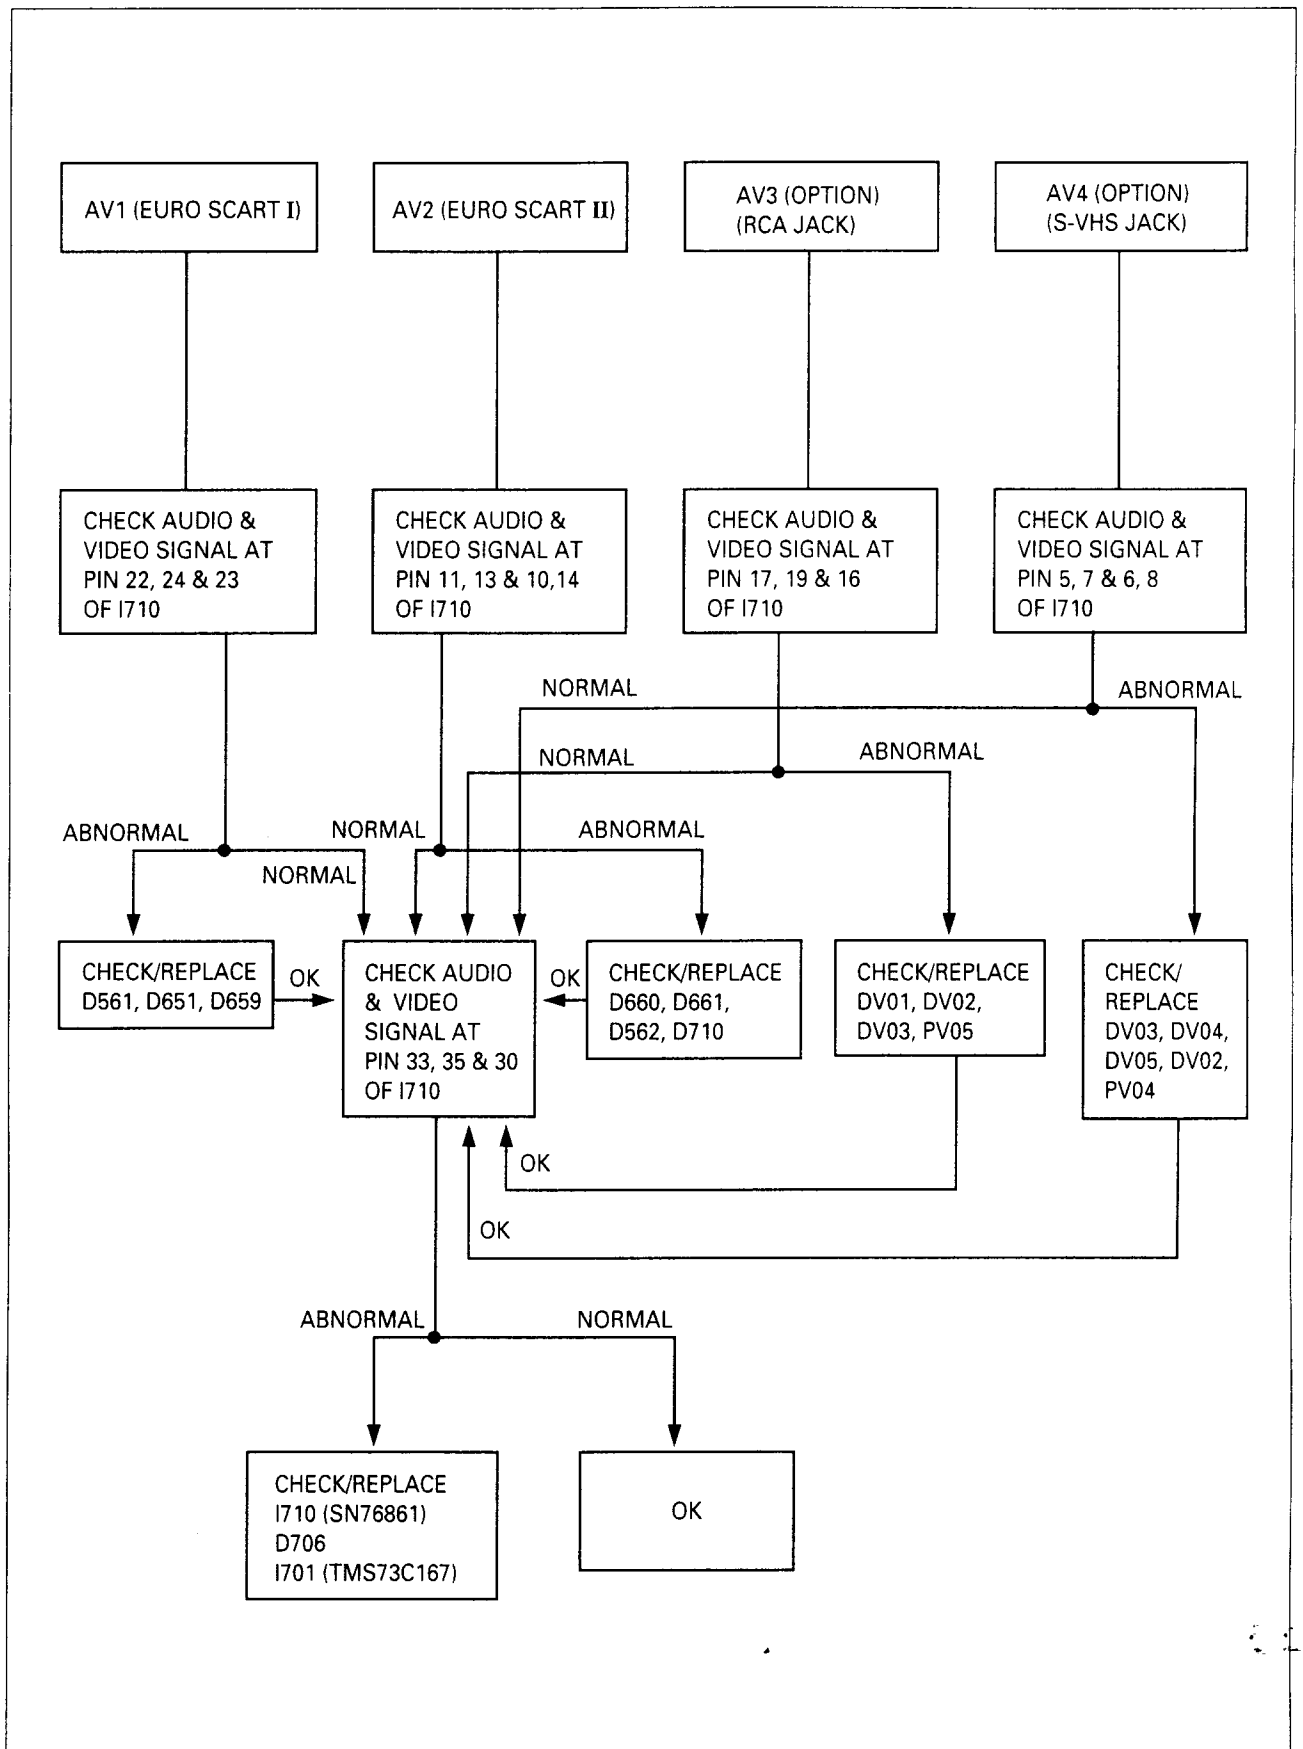 AV1 (EURO SCART I)
AV2 (EURO SCART II)
AV3 (OPTION)
(RCA JACK)
AV4 (OPTION)
(S-VHS JACK)
CHECK AUDIO &
VIDEO SIGNAL AT
PIN 22, 24 & 23
OF I710
CHECK AUDIO &
VIDEO SIGNAL AT
PIN 11, 13 & 10,14
OF I710
CHECK AUDIO &
VIDEO SIGNAL AT
PIN 17, 19 & 16
OF I710
CHECK AUDIO &
VIDEO SIGNAL AT
PIN 5, 7 & 6, 8
OF I710
NORMAL
ABNORMAL
NORMAL
ABNORMAL
ABNORMAL
NORMAL
NORMAL
ABNORMAL
CHECK/REPLACE
D561, D651, D659
OK
CHECK AUDIO
& VIDEO
SIGNAL AT
PIN 33, 35 & 30
OF I710
OK
CHECK/REPLACE
D660, D661,
D562, D710
CHECK/REPLACE
DV01, DV02,
DV03, PV05
CHECK/
REPLACE
DV03, DV04,
DV05, DV02,
PV04
OK
OK
ABNORMAL
NORMAL
CHECK/REPLACE
I710 (SN76861)
D706
I701 (TMS73C167)
OK